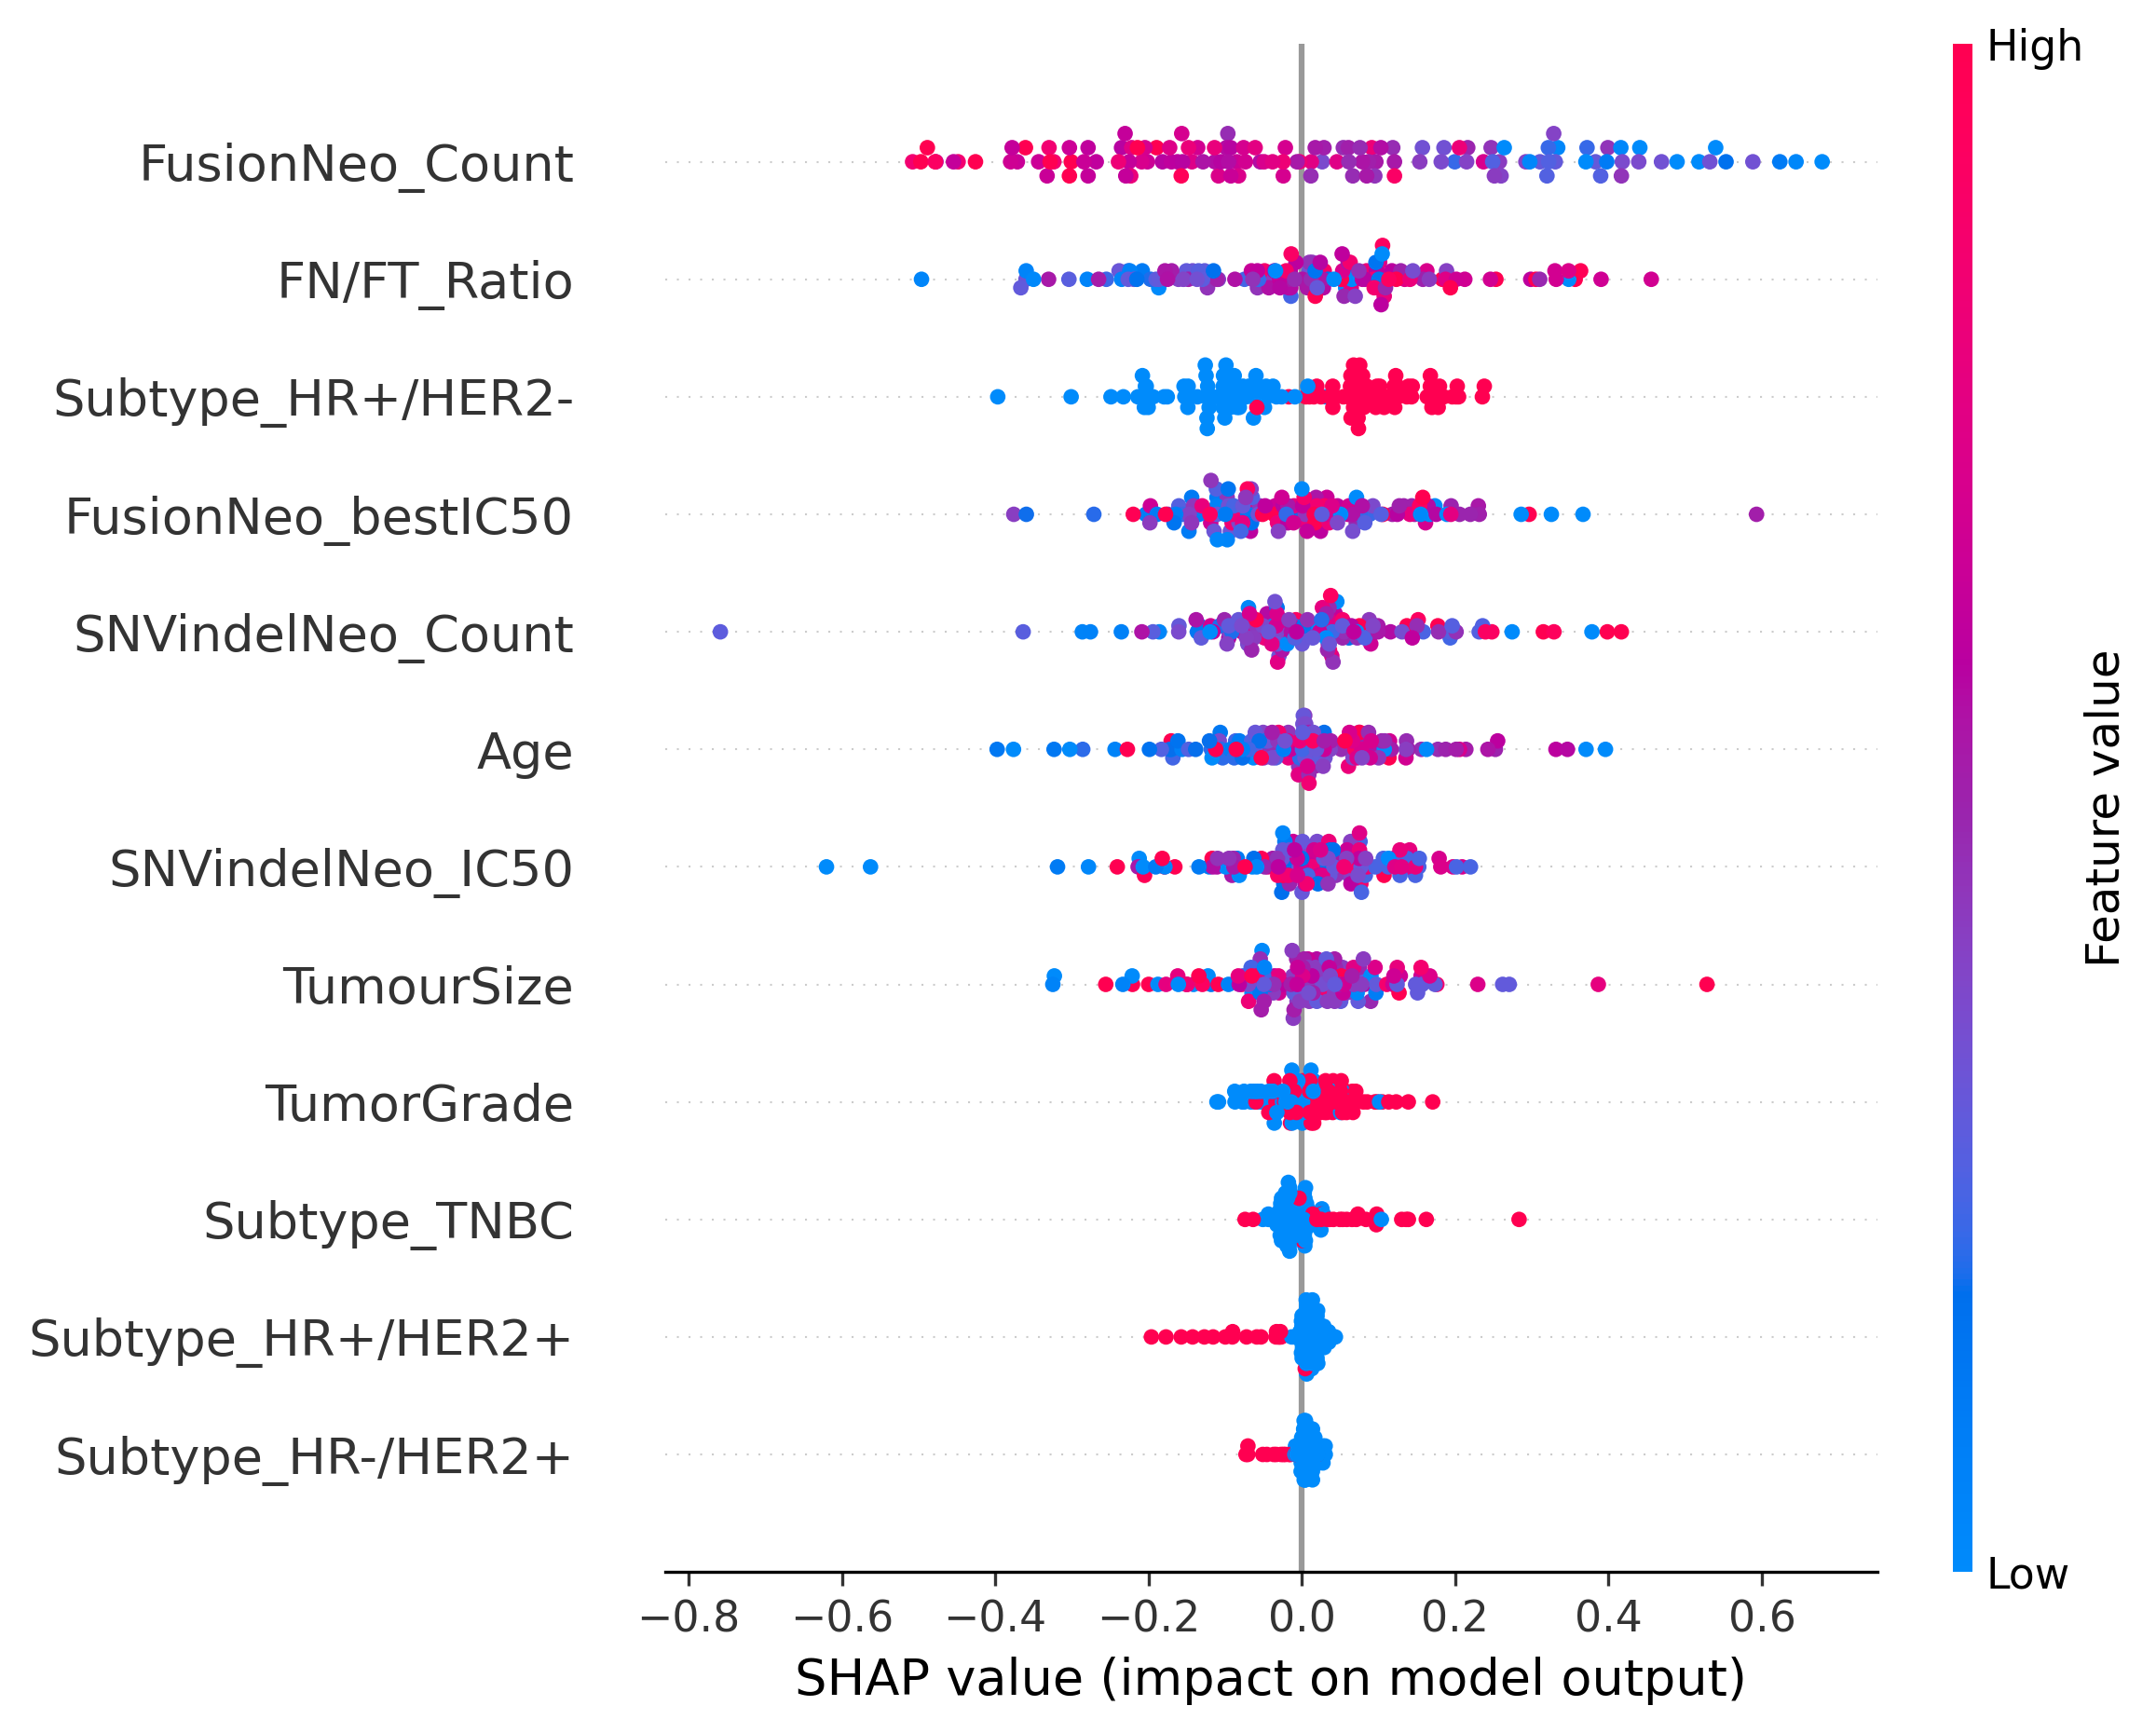 High
FusionNeo_Count
FN/FT_Ratio
Subtype_HR+/HER2-
FusionNeo_bestIC50
SNVindelNeo_Count
Age
SNVindelNeo_IC50
TumourSize
TumorGrade
Subtype_TNBC
Subtype_HR+/HER2+
Subtype_HR-/HER2+
Feature value
Low
−0.8 −0.6 −0.4 −0.2 0.0 0.2 0.4 0.6
SHAP value (impact on model output)